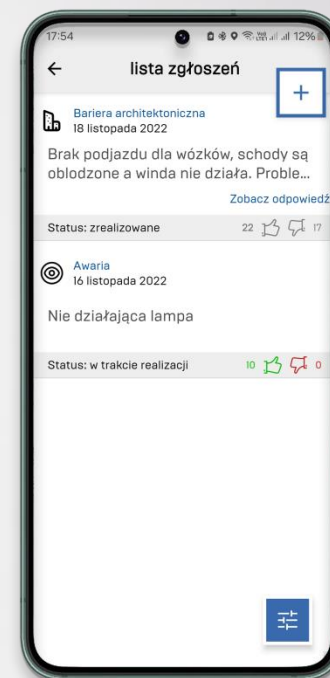 17:54
12%
lista zgłoszeń
+
Bariera architektoniczna
18 listopada 2022
Brak podjazdu dla wózków, schody są
oblodzone a winda nie działa. Proble...
Zobacz odpowiedź
Status: zrealizowane 22 17
Awaria
16 listopada 2022
Nie działająca lampa
Status: w trakcie realizacji 10 0